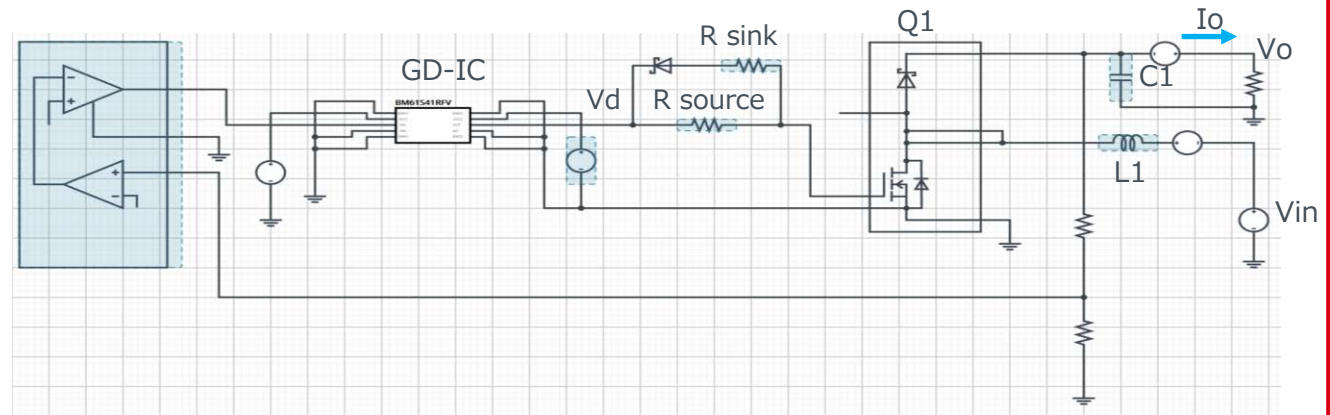 Io
Q1
Vo
R sink
GD-IC
C1
Vd
R source
BM61S41RFV
L1
Vin